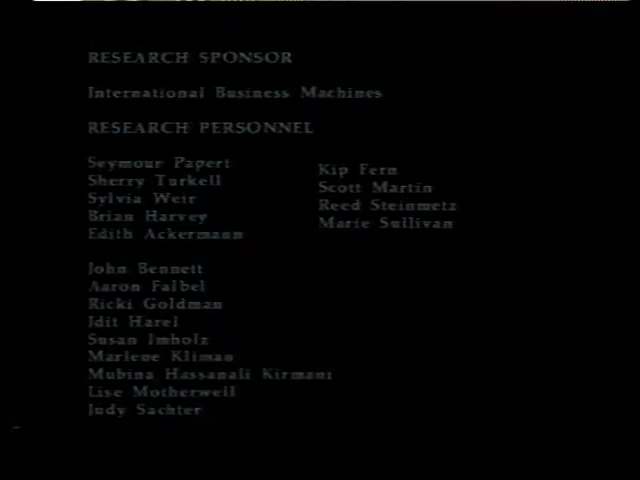 RESEARCH SPONSOR
International Business Machines
RESEARCH PERSONNEL
Seymour Papert
Sherry Turkell
Sylvia Weir
Brian Harvey
Edith Ackermann
John Bennett
Aaron Falbel
Ricki Goldman
Idit Harel
Susan Imholz
Marlene Kliman
Mubina Hassanali Kirmani
Lise Motherwell
Judy Sachter
Kip Fern
Scott Martin
Reed Steinmetz
Marie Sullivan